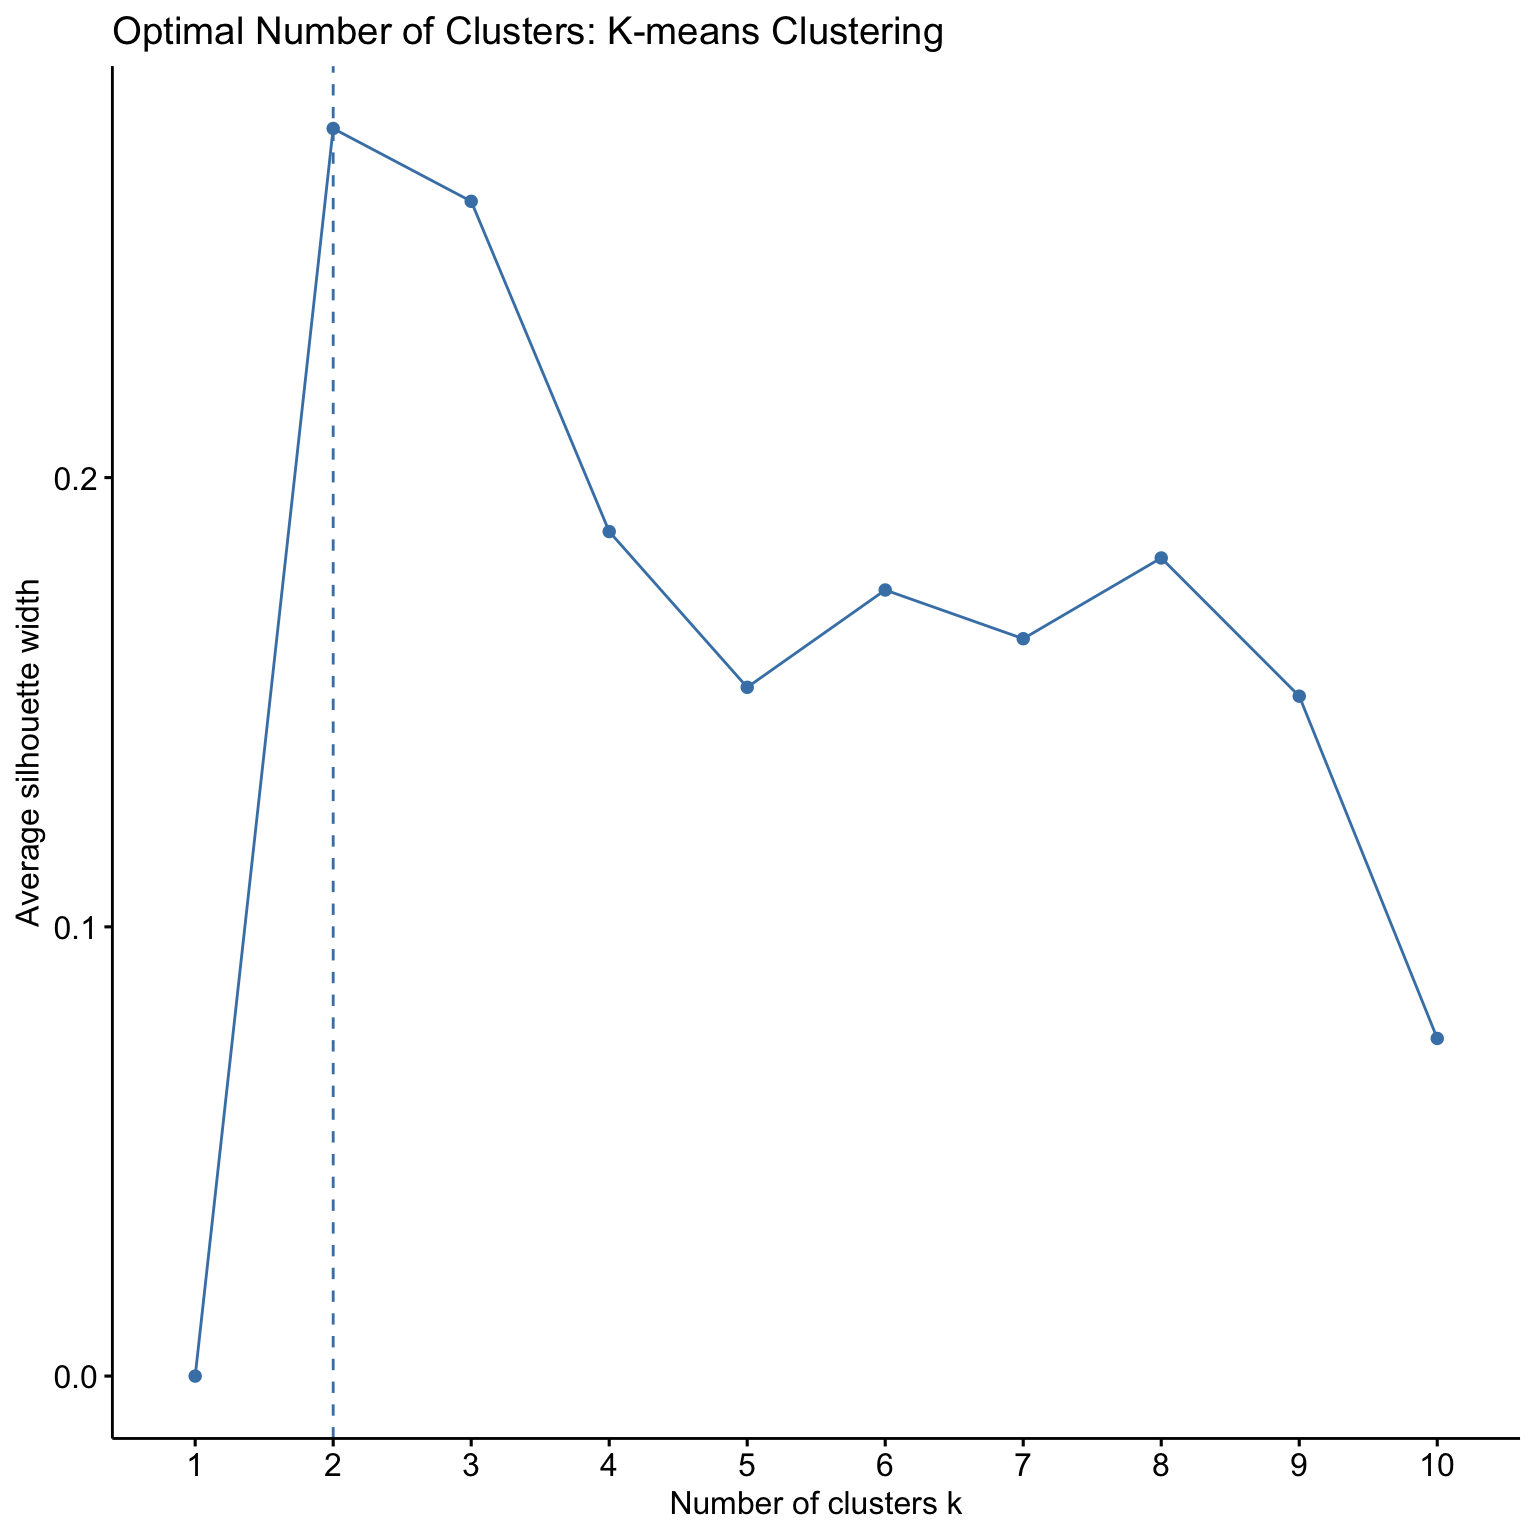 Optimal Number of Clusters: K-means Clustering
Average silhouette width
0.2
0.1
0.0
1 2 3 4 5 6 7 8 9 10
Number of clusters k